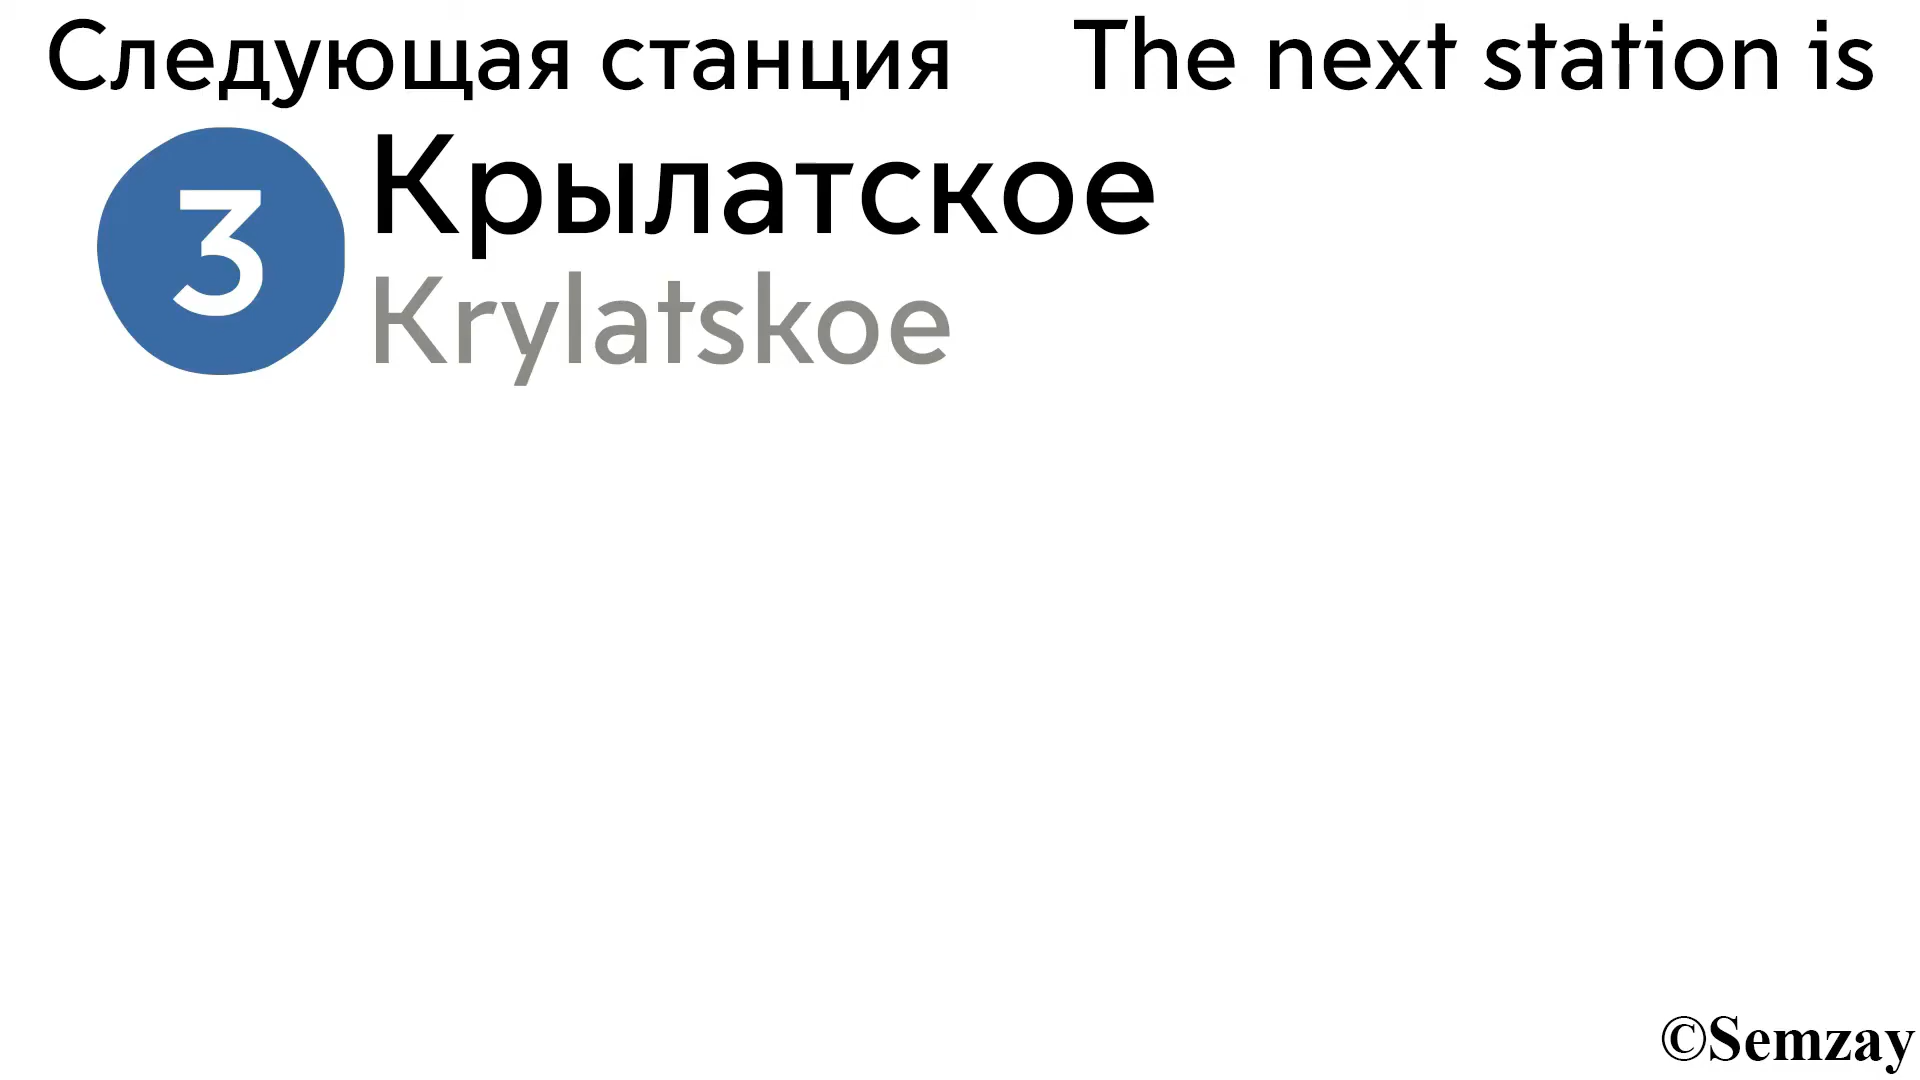 Следующая станция The next station is
3 Крылатское
Krylatskoe
©Semzay